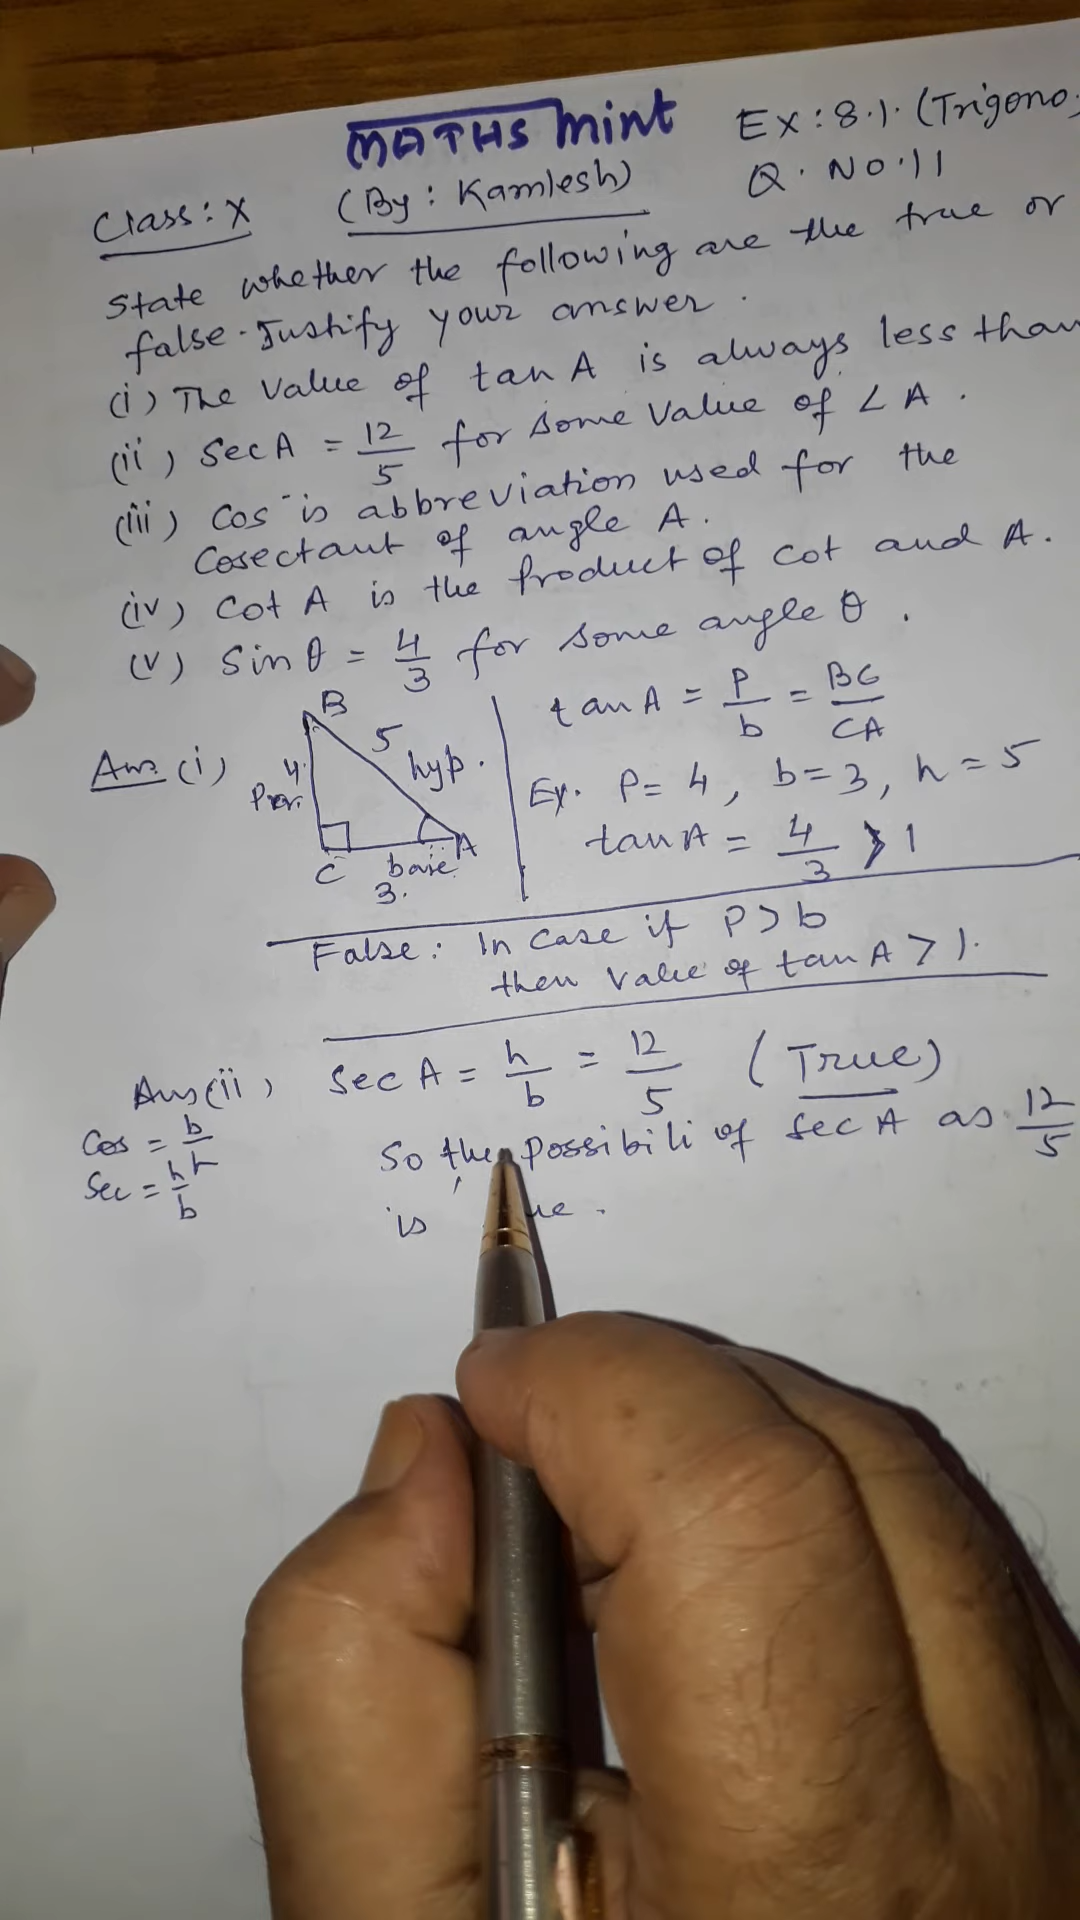 MATHS Mint
Ex: 8.1. (Trigono.
(By: Kamlesh)
Q. NO. 11
Class: X
State whether the following are the true or
false. Justify your answer.
(i) The Value of tan A is always less than
(ii) Sec A = 12/5 for some Value of ∠A.
(iii) Cos is abbreviation used for the
Cosectant of angle A.
(iv) Cot A is the Product of Cot and A.
(v) Sin θ = 4/3 for some angle θ.
Ans. (i)
B
5
hyp.
4
C
base
A
3.
tan A = P/b = BC/CA
Ex. P = 4, b = 3, h = 5
tan A = 4/3 > 1
False: In Case if P > b
then Value of tan A > 1.
Ans (ii) Sec A = h/b = 12/5 (True)
Cos = b/h
Sec = h/b
So the possibili of Sec A as 12/5
is